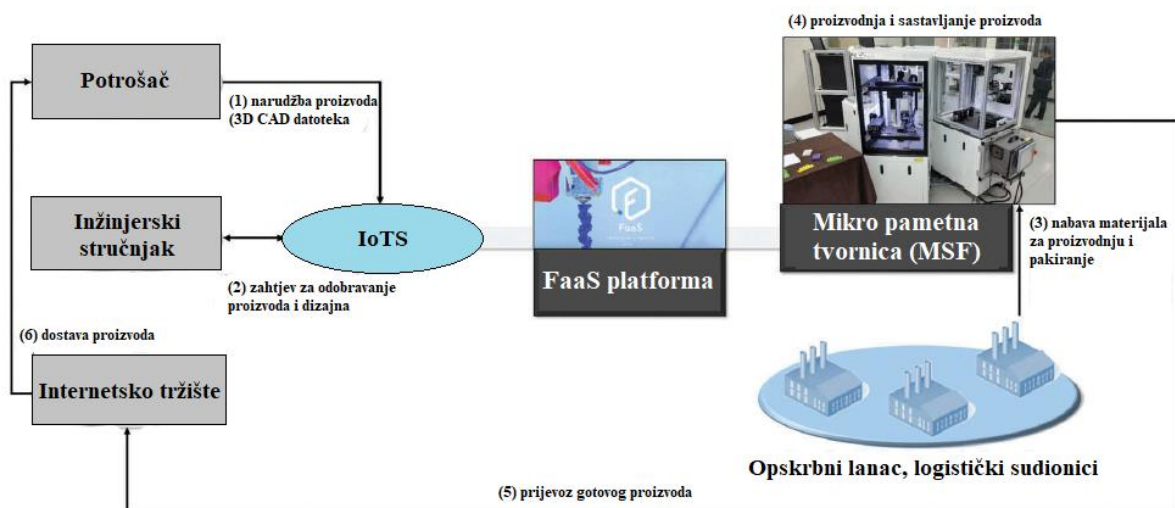 (4) proizvodnja i sastavljanje proizvoda
Potrošač
(1) narudžba proizvoda
(3D CAD datoteka
Inžinjerski
stručnjak
IoTS
(2) zahtjev za odobravanje
proizvoda i dizajna
FaaS
FaaS platforma
Mikro pametna
tvornica (MSF)
(3) nabava materijala
za proizvodnju i
pakiranje
(6) dostava proizvoda
Internetsko tržište
Opskrbni lanac, logistički sudionici
(5) prijevoz gotovog proizvoda